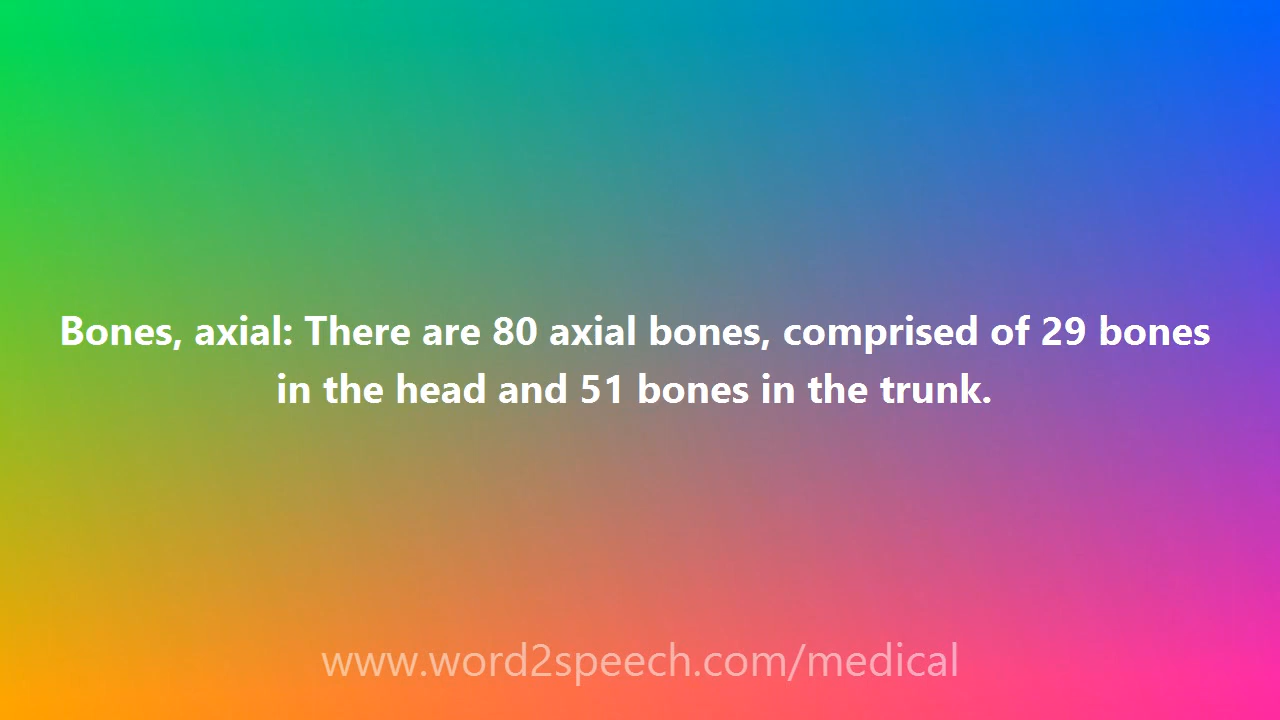 Bones, axial: There are 80 axial bones, comprised of 29 bones
in the head and 51 bones in the trunk.
www.word2speech.com/medical